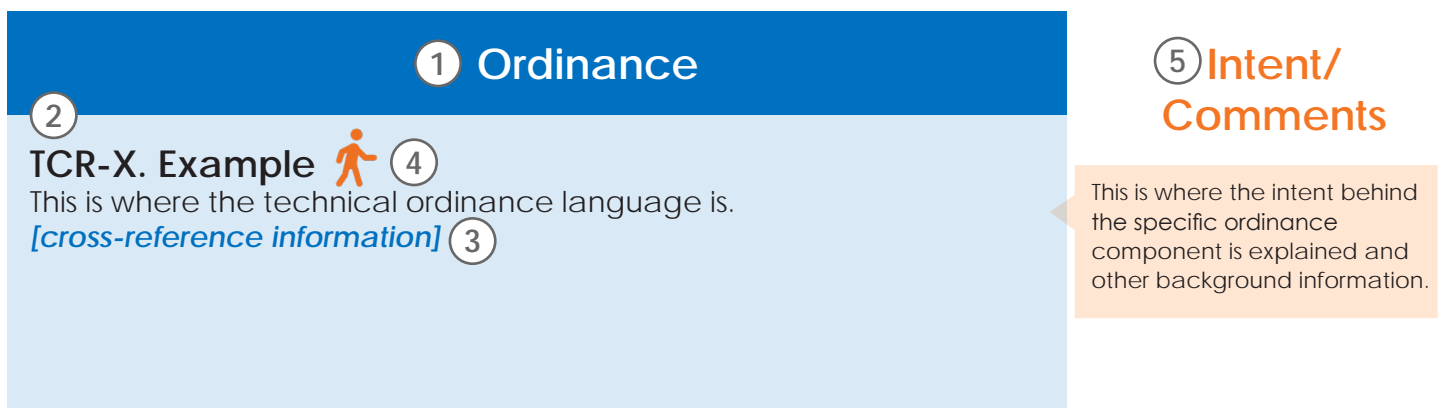 1 Ordinance
5 Intent/
Comments
2
TCR-X. Example 4
This is where the technical ordinance language is.
[cross-reference information] 3
This is where the intent behind
the specific ordinance
component is explained and
other background information.